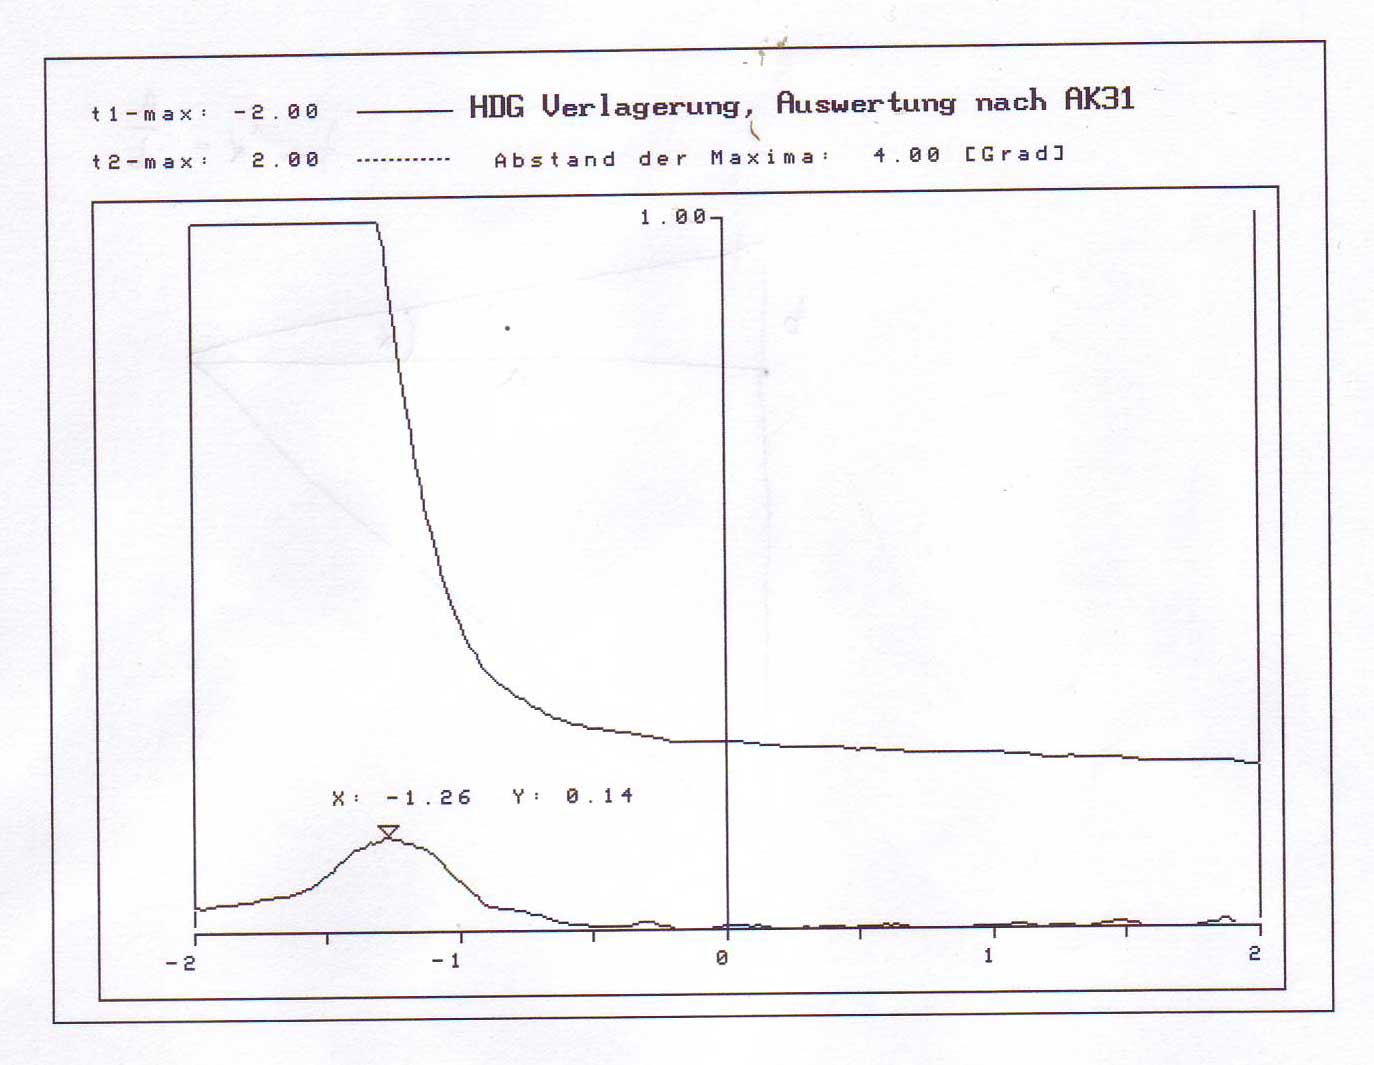 t1-max: -2.00 HDG Verlagerung, Auswertung nach AK31
t2-max: 2.00 Abstand der Maxima: 4.00 [Grad]
1.00
X: -1.26 Y: 0.14
-2 -1 0 1 2